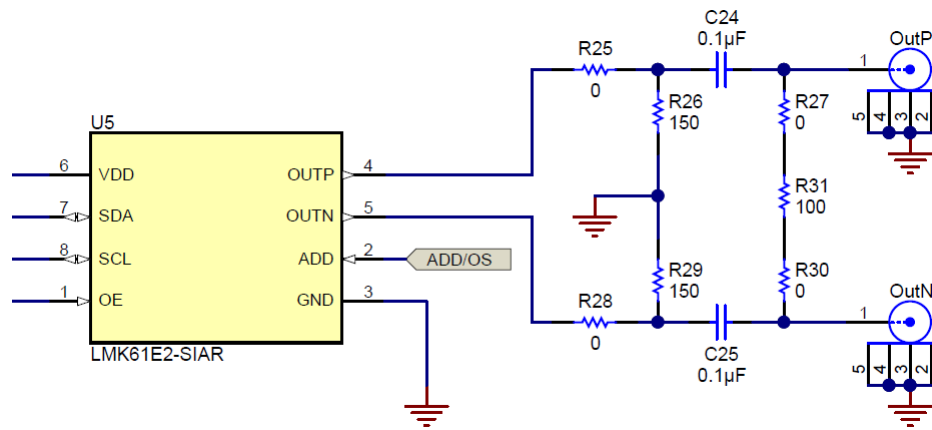 C24
0.1µF
OutP
R25
0
1
R26
150
R27
0
5
4
3
2
U5
6
VDD
OUTP
4
R31
100
7
SDA
OUTN
5
8
SCL
ADD
2
ADD/OS
R29
150
R30
0
OutN
1
OE
GND
3
R28
0
1
LMK61E2-SIAR
C25
0.1µF
5
4
3
2